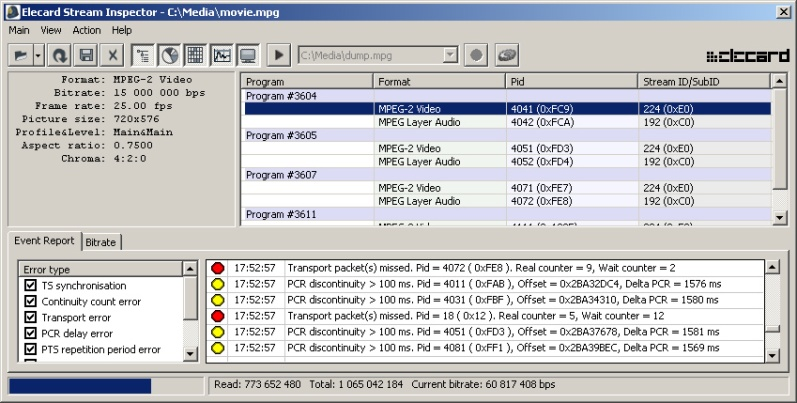 Elecard Stream Inspector - C:\Media\movie.mpg
Main View Action Help
C:\Media\dump.mpg
elecard
Format: MPEG-2 Video
Bitrate: 15 000 000 bps
Frame rate: 25.00 fps
Picture size: 720x576
Profile&Level: Main&Main
Aspect ratio: 0.7500
Chroma: 4:2:0
Program Format Pid Stream ID/SubID
Program #3604
MPEG-2 Video 4041 (0xFC9) 224 (0xE0)
MPEG Layer Audio 4042 (0xFCA) 192 (0xC0)
Program #3605
MPEG-2 Video 4051 (0xFD3) 224 (0xE0)
MPEG Layer Audio 4052 (0xFD4) 192 (0xC0)
Program #3607
MPEG-2 Video 4071 (0xFE7) 224 (0xE0)
MPEG Layer Audio 4072 (0xFE8) 192 (0xC0)
Program #3611
Event Report Bitrate
Error type
TS synchronisation
Continuity count error
Transport error
PCR delay error
PTS repetition period error
17:52:57 Transport packet(s) missed. Pid = 4072 ( 0xFE8 ). Real counter = 9, Wait counter = 2
17:52:57 PCR discontinuity > 100 ms. Pid = 4011 ( 0xFAB ), Offset = 0x2BA32DC4, Delta PCR = 1576 ms
17:52:57 PCR discontinuity > 100 ms. Pid = 4031 ( 0xFBF ), Offset = 0x2BA34310, Delta PCR = 1580 ms
17:52:57 Transport packet(s) missed. Pid = 18 ( 0x12 ). Real counter = 5, Wait counter = 12
17:52:57 PCR discontinuity > 100 ms. Pid = 4051 ( 0xFD3 ), Offset = 0x2BA37678, Delta PCR = 1581 ms
17:52:57 PCR discontinuity > 100 ms. Pid = 4081 ( 0xFF1 ), Offset = 0x2BA39BEC, Delta PCR = 1569 ms
Read: 773 652 480 Total: 1 065 042 184 Current bitrate: 60 817 408 bps